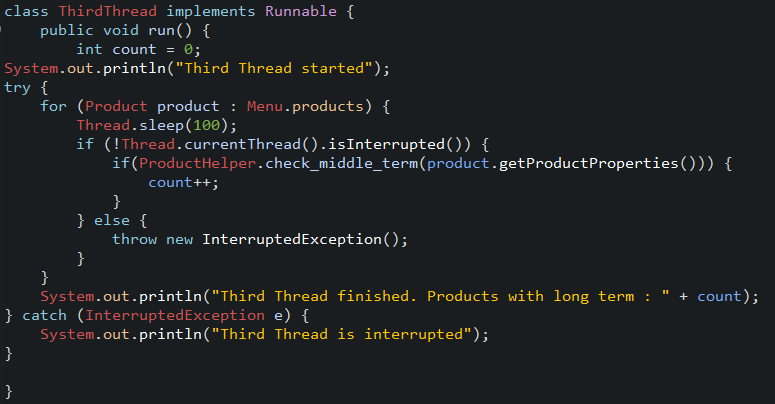 class ThirdThread implements Runnable {
    public void run() {
        int count = 0;
System.out.println("Third Thread started");
try {
    for (Product product : Menu.products) {
        Thread.sleep(100);
        if (!Thread.currentThread().isInterrupted()) {
            if(ProductHelper.check_middle_term(product.getProductProperties())) {
                count++;
            }
        } else {
            throw new InterruptedException();
        }
    }
    System.out.println("Third Thread finished. Products with long term : " + count);
} catch (InterruptedException e) {
    System.out.println("Third Thread is interrupted");
}

}